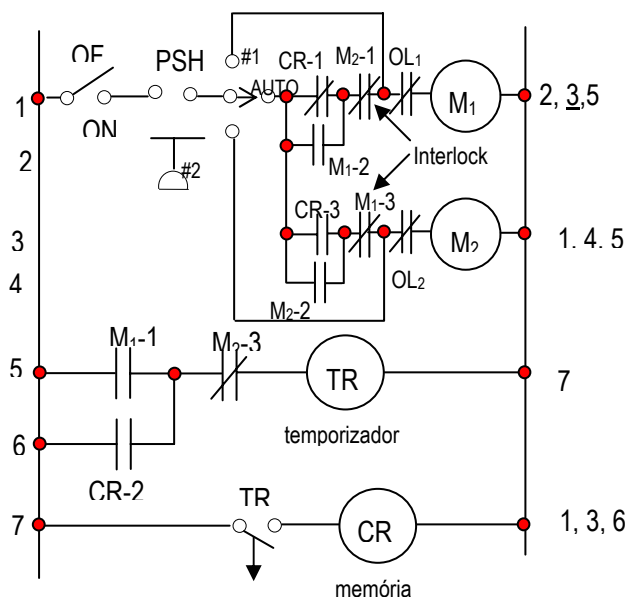 OF PSH #1 CR-1 M₂-1 OL₁
AUTO
1 M₁ 2, 3,5
ON
2 #2 M₁-2 Interlock
CR-3 M₁-3
3 M₂ 1, 4, 5
4 M₂-2 OL₂
M₁-1 M₂-3
5 TR 7
temporizador
6
CR-2
TR
7 CR 1, 3, 6
memória